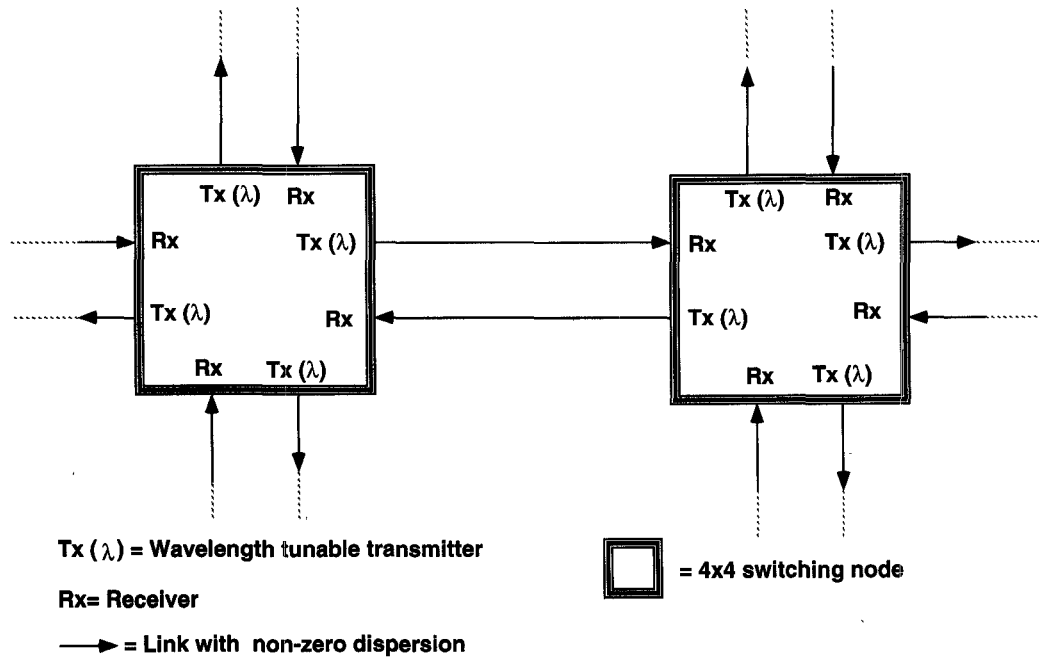 Tx (λ) Rx
Rx Tx (λ)
Tx (λ) Rx
Rx Tx (λ)
Tx (λ) Rx
Rx Tx (λ)
Tx (λ) Rx
Rx Tx (λ)
Tx (λ) = Wavelength tunable transmitter
= 4x4 switching node
Rx= Receiver
= Link with non-zero dispersion